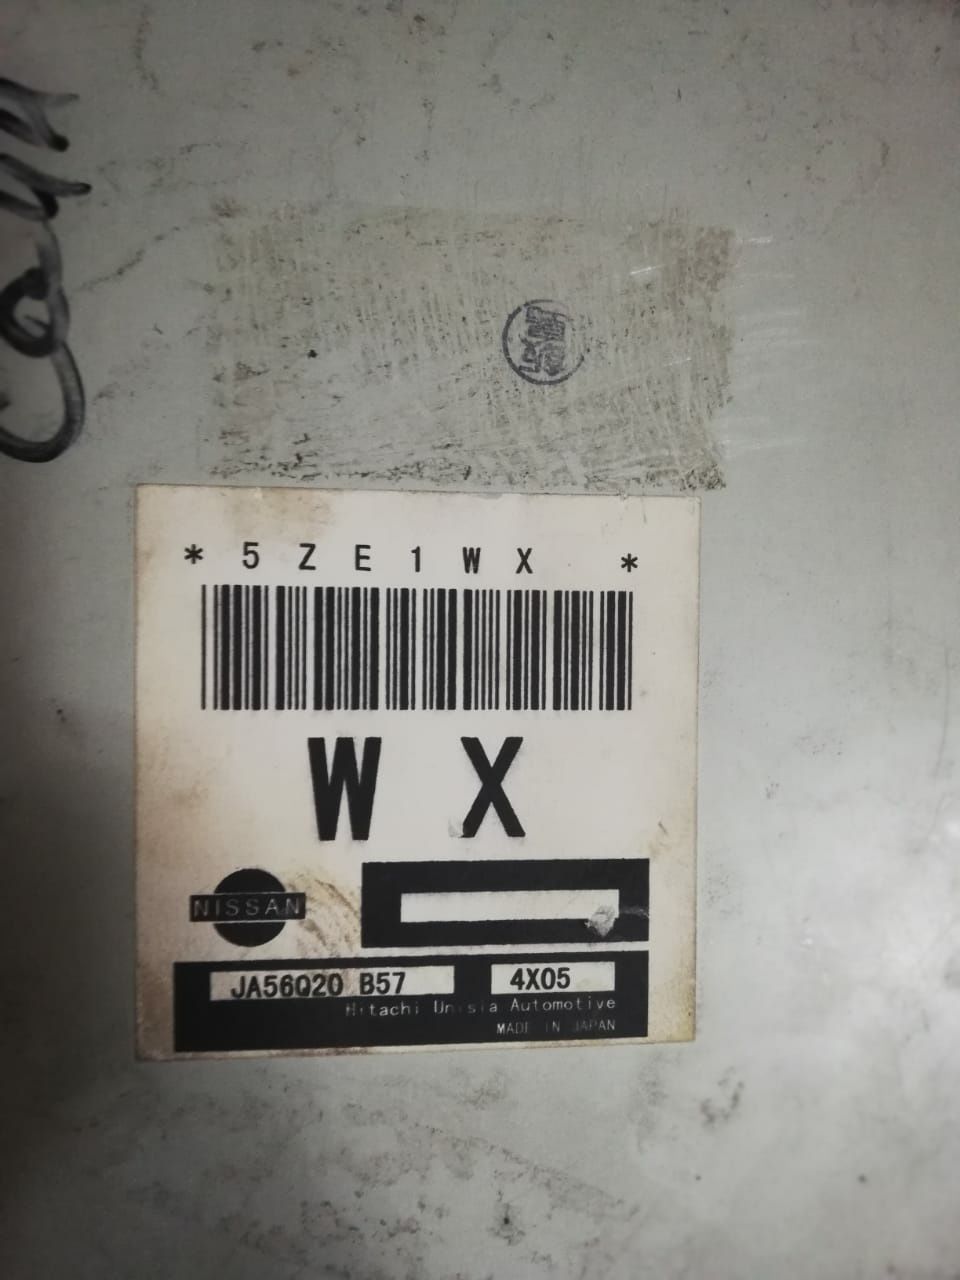 * 5 Z E 1 W X *
W X
NISSAN
JA56Q20 B57 4X05
Hitachi Unisia Automotive
MADE IN JAPAN